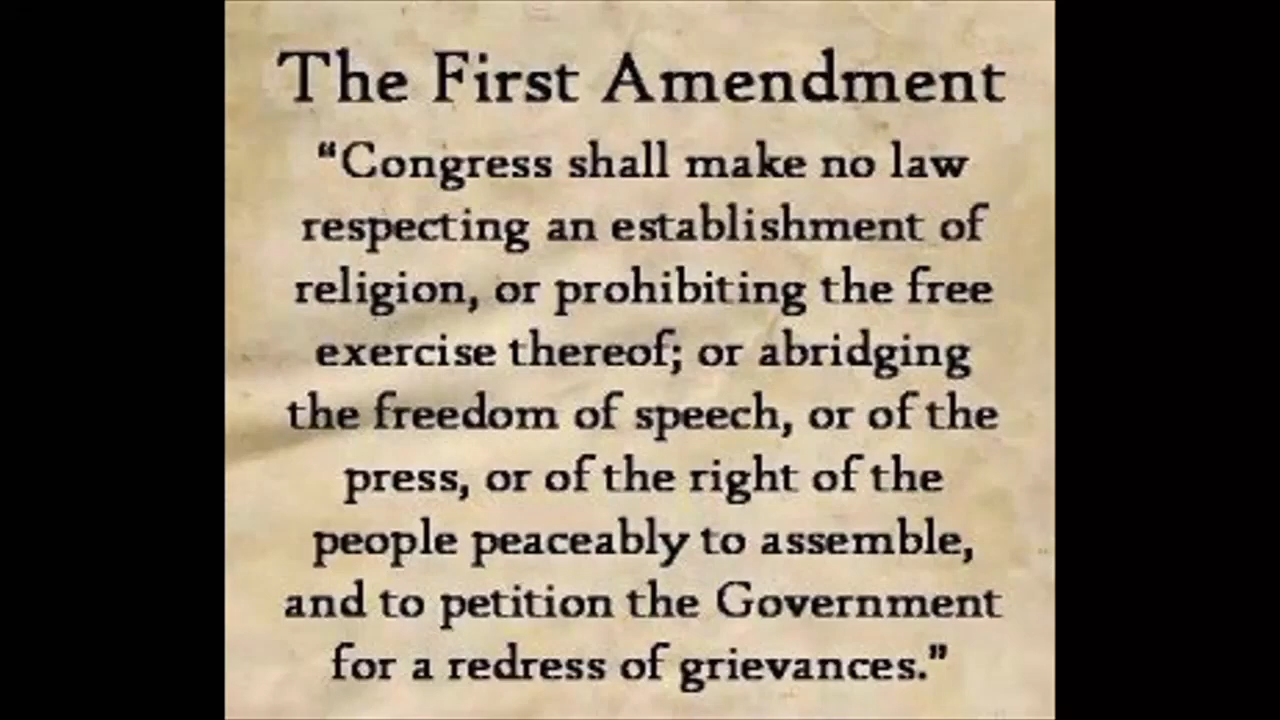 The First Amendment
“Congress shall make no law
respecting an establishment of
religion, or prohibiting the free
exercise thereof; or abridging
the freedom of speech, or of the
press, or of the right of the
people peaceably to assemble,
and to petition the Government
for a redress of grievances.”